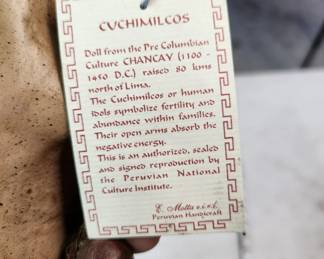 CUCHIMILCOS
Doll from the Pre Columbian
Culture CHANCAY (1100 -
1450 D.C.) raised 80 kms
north of Lima.
The Cuchimilcos or human
idols symbolize fertility and
abundance within families.
Their open arms absorb the
negative energy.
This is an authorized, sealed
and signed reproduction by
the Peruvian National
Culture Institute.
E. Motta e.i.r.l.
Peruvian Handicraft